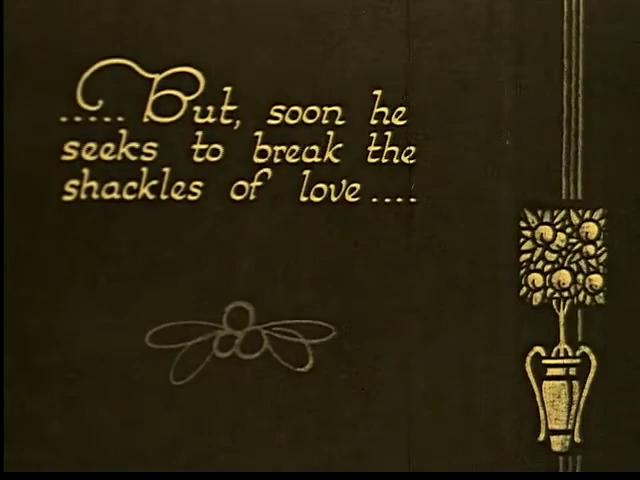 ..... But, soon he
seeks to break the
shackles of love ....